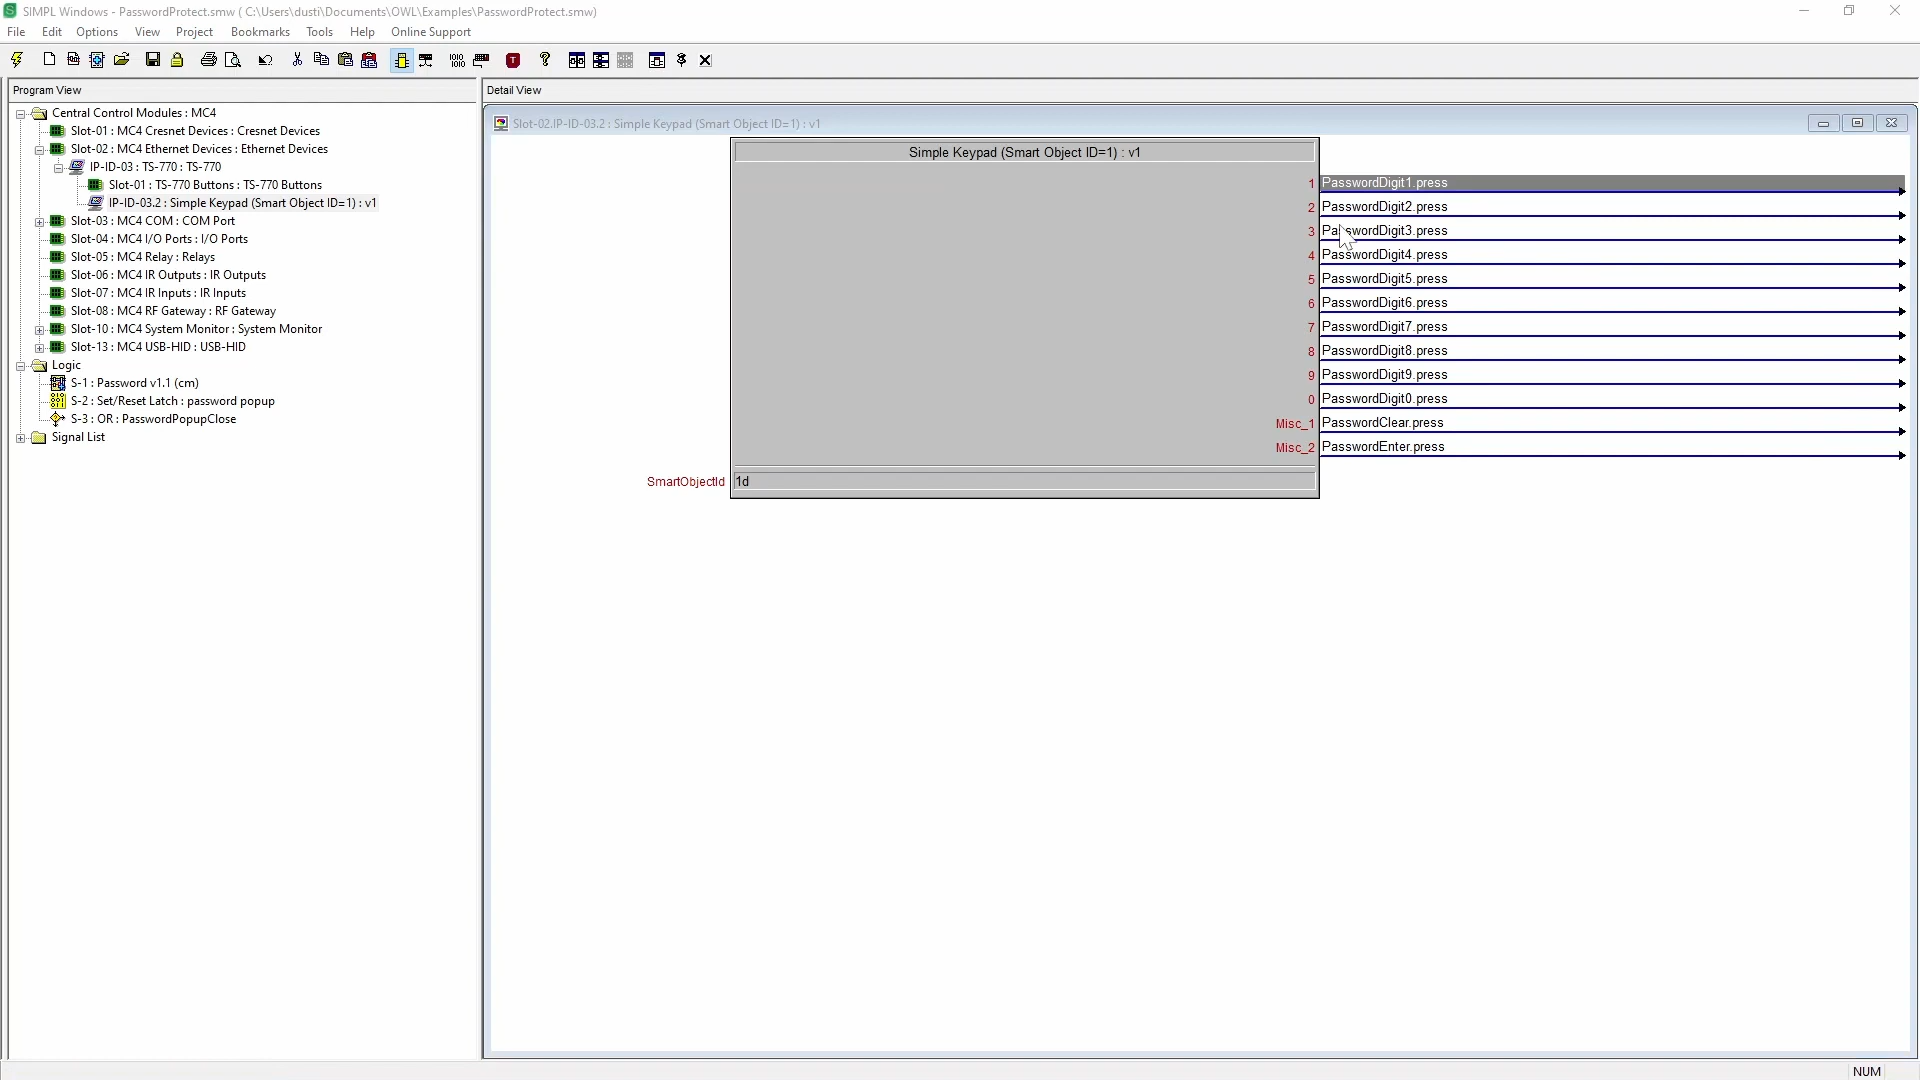 SIMPL Windows - PasswordProtect.smw ( C:\Users\dusti\Documents\OWL\Examples\PasswordProtect.smw)
File Edit Options View Project Bookmarks Tools Help Online Support
Program View
Central Control Modules : MC4
Slot-01 : MC4 Cresnet Devices : Cresnet Devices
Slot-02 : MC4 Ethernet Devices : Ethernet Devices
IP-ID-03 : TS-770 : TS-770
Slot-01 : TS-770 Buttons : TS-770 Buttons
IP-ID-03.2 : Simple Keypad (Smart Object ID=1) : v1
Slot-03 : MC4 COM : COM Port
Slot-04 : MC4 I/O Ports : I/O Ports
Slot-05 : MC4 Relay : Relays
Slot-06 : MC4 IR Outputs : IR Outputs
Slot-07 : MC4 IR Inputs : IR Inputs
Slot-08 : MC4 RF Gateway : RF Gateway
Slot-10 : MC4 System Monitor : System Monitor
Slot-13 : MC4 USB-HID : USB-HID
Logic
S-1 : Password v1.1 (cm)
S-2 : Set/Reset Latch : password popup
S-3 : OR : PasswordPopupClose
Signal List
Detail View
Slot-02.IP-ID-03.2 : Simple Keypad (Smart Object ID=1) : v1
Simple Keypad (Smart Object ID=1) : v1
1 PasswordDigit1.press
2 PasswordDigit2.press
3 PasswordDigit3.press
4 PasswordDigit4.press
5 PasswordDigit5.press
6 PasswordDigit6.press
7 PasswordDigit7.press
8 PasswordDigit8.press
9 PasswordDigit9.press
0 PasswordDigit0.press
Misc_1 PasswordClear.press
Misc_2 PasswordEnter.press
SmartObjectId 1d
NUM